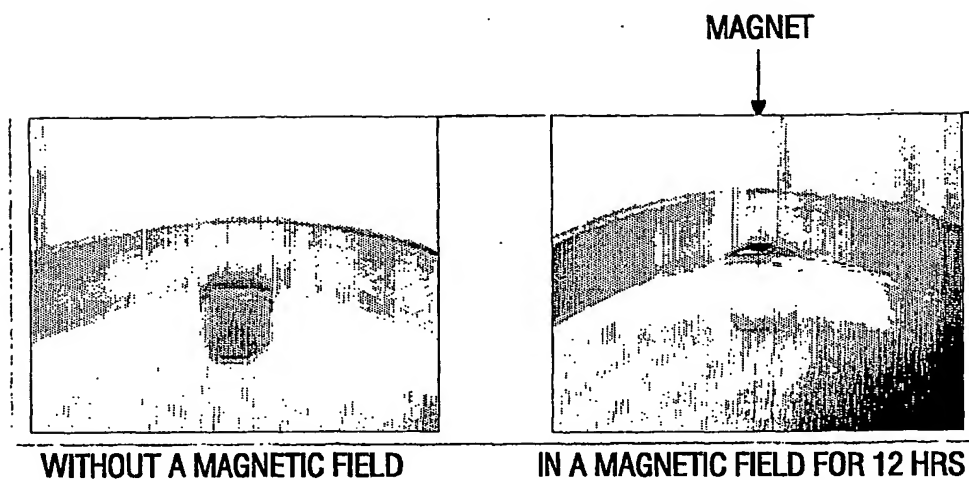 MAGNET
WITHOUT A MAGNETIC FIELD
IN A MAGNETIC FIELD FOR 12 HRS